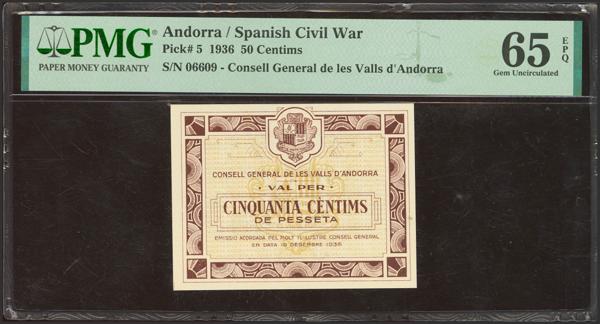 PMG
PAPER MONEY GUARANTY
Andorra / Spanish Civil War
Pick# 5 1936 50 Centims
S/N 06609 - Consell General de les Valls d'Andorra
65 EPQ
Gem Uncirculated
CONSELL GENERAL DE LES VALLS D'ANDORRA
· VAL PER ·
CINQUANTA CÈNTIMS
DE PESSETA
EMISSIO ACORDADA PEL MOLT IL·LUSTRE CONSELL GENERAL
EN DATA 19 DESEMBRE 1936